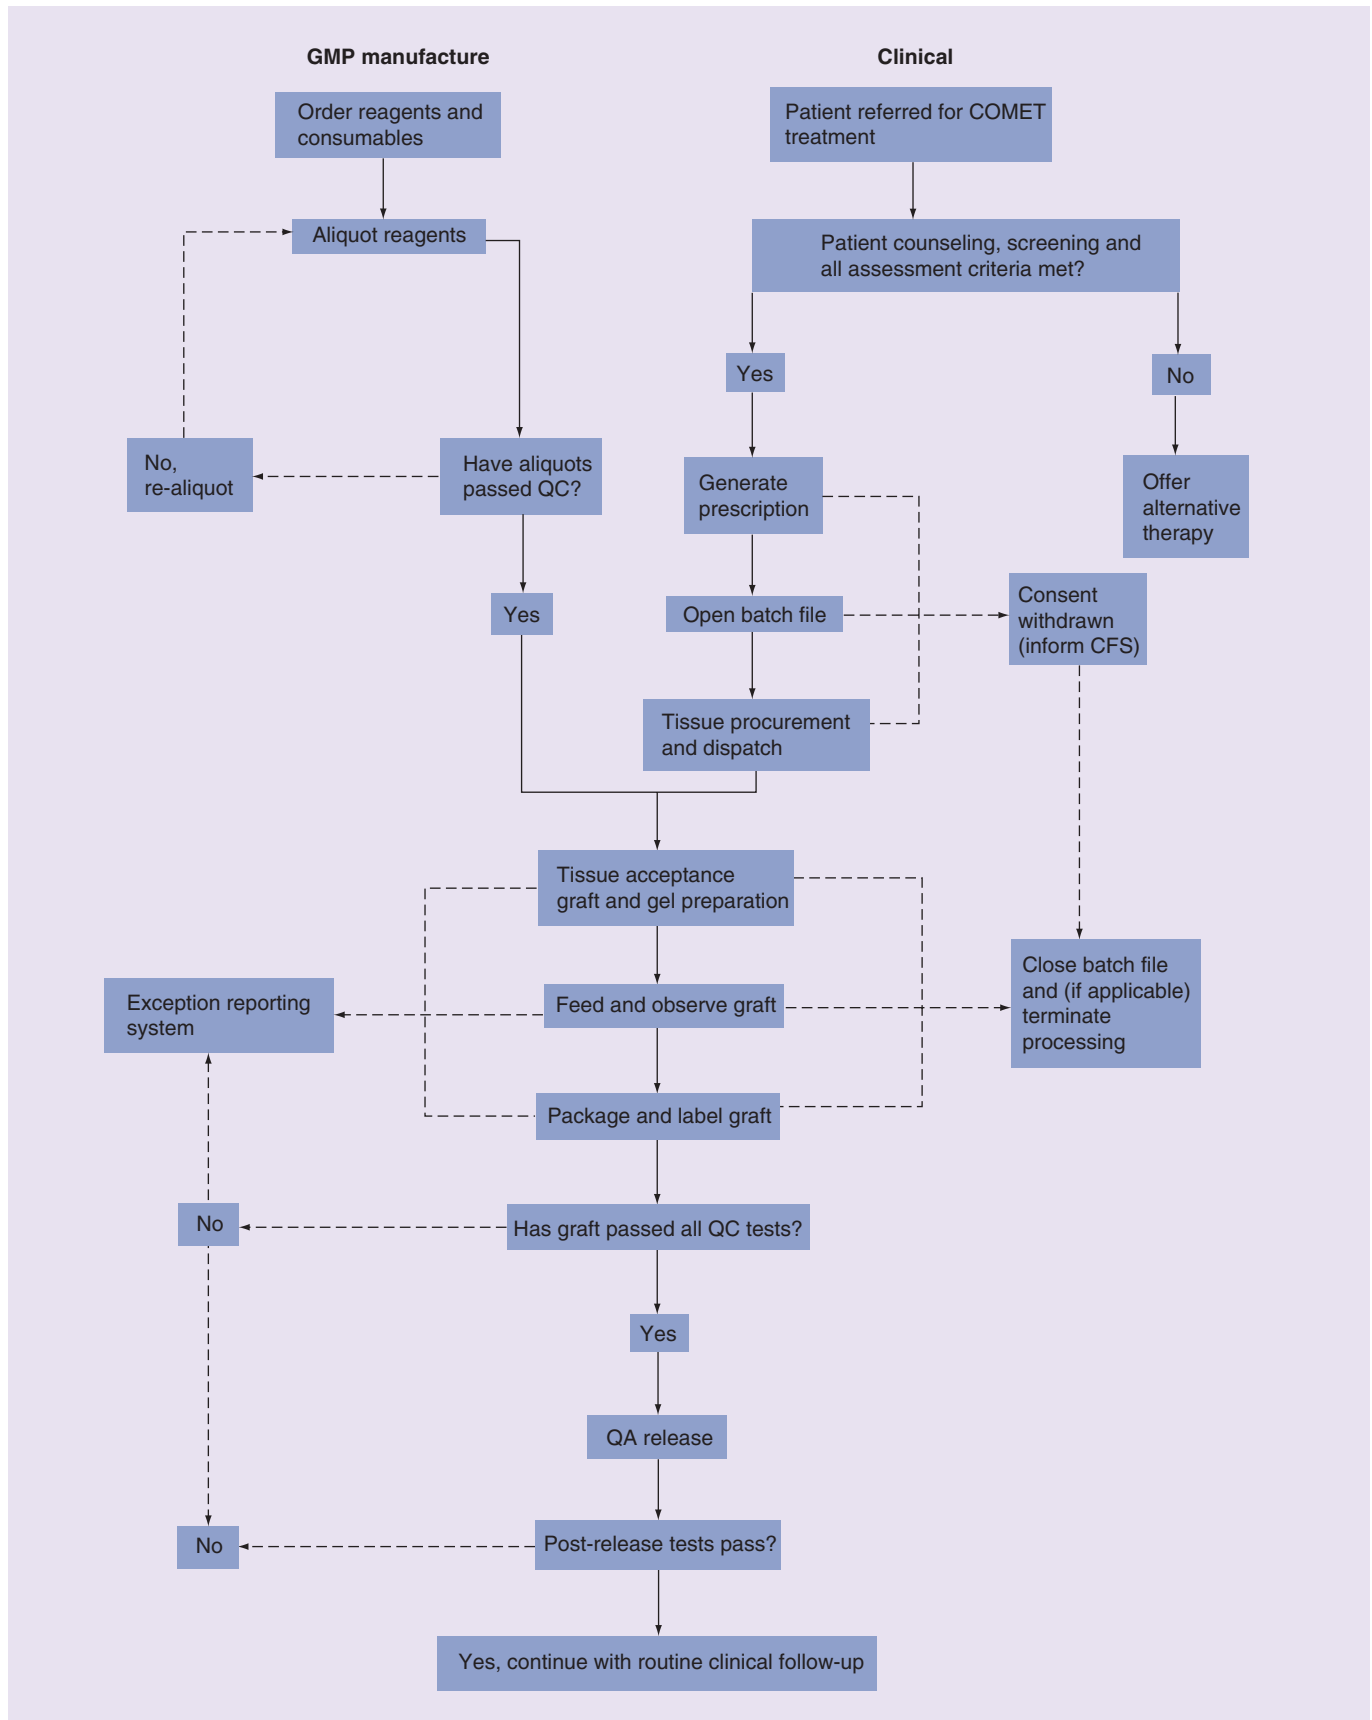 GMP manufacture
Clinical
Order reagents and
consumables
Patient referred for COMET
treatment
Aliquot reagents
Patient counseling, screening and
all assessment criteria met?
Yes
No
No,
re-aliquot
Have aliquots
passed QC?
Generate
prescription
Offer
alternative
therapy
Yes
Open batch file
Consent
withdrawn
(inform CFS)
Tissue procurement
and dispatch
Tissue acceptance
graft and gel preparation
Exception reporting
system
Feed and observe graft
Close batch file
and (if applicable)
terminate
processing
Package and label graft
No
Has graft passed all QC tests?
Yes
QA release
No
Post-release tests pass?
Yes, continue with routine clinical follow-up